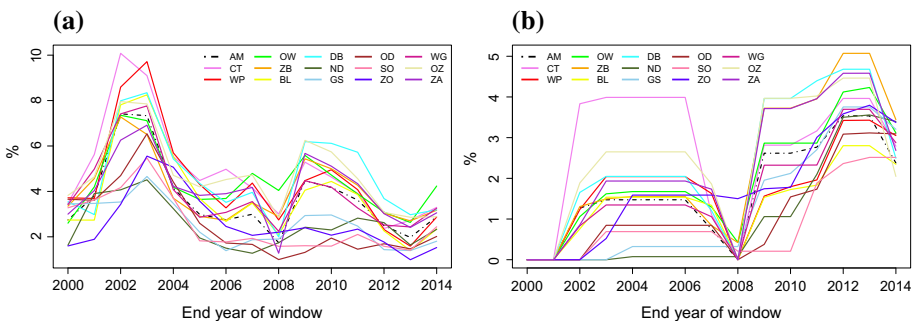 (a)
%
10
8
6
4
2
AM OW DB OD WG
CT ZB ND SO OZ
WP BL GS ZO ZA
2000 2002 2004 2006 2008 2010 2012 2014
End year of window
(b)
%
5
4
3
2
1
0
AM OW DB OD WG
CT ZB ND SO OZ
WP BL GS ZO ZA
2000 2002 2004 2006 2008 2010 2012 2014
End year of window